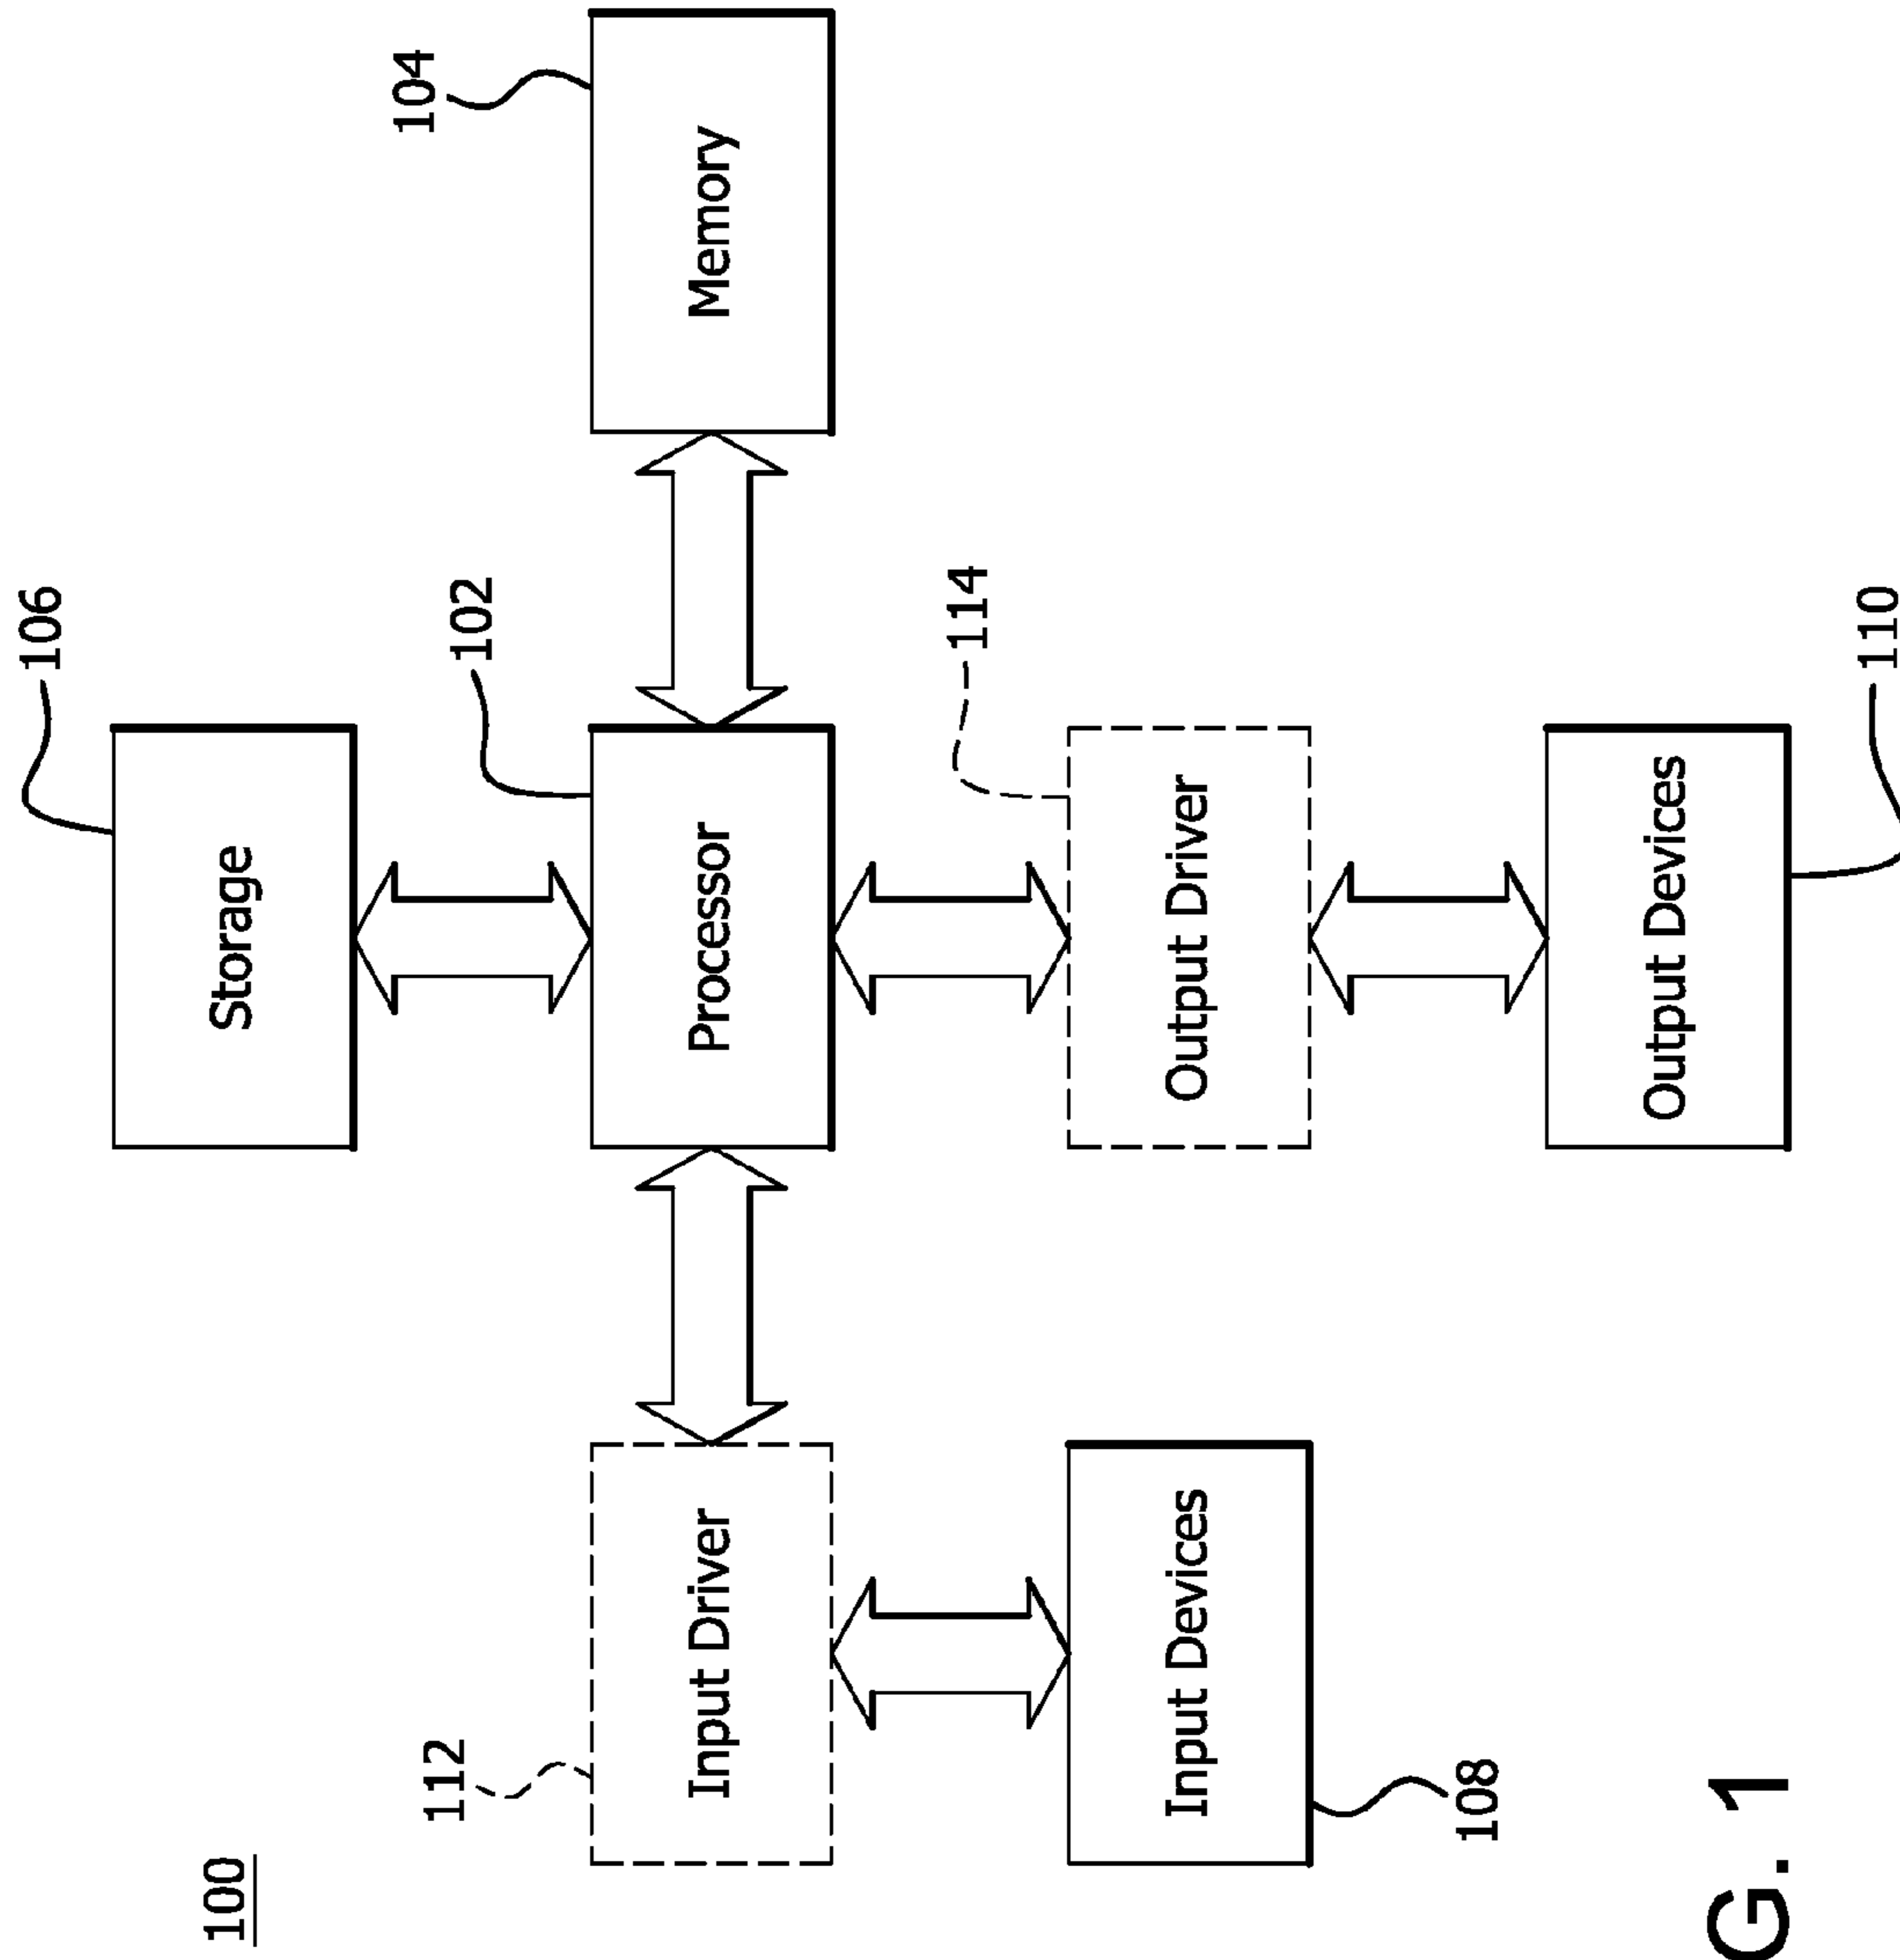 106
100
Storage
112
102
104
Input Driver
Processor
Memory
114
Input Devices
Output Driver
108
Output Devices
G. 1
110